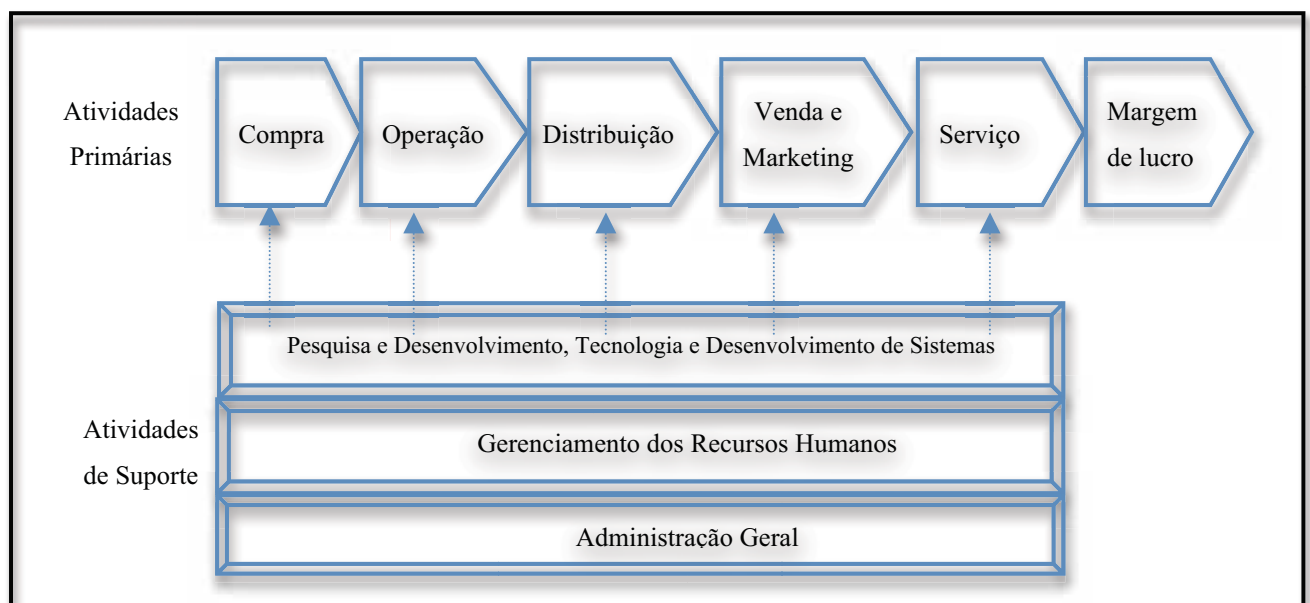 Atividades
Primárias
Compra
Operação
Distribuição
Venda e
Marketing
Serviço
Margem
de lucro
Pesquisa e Desenvolvimento, Tecnologia e Desenvolvimento de Sistemas
Atividades
de Suporte
Gerenciamento dos Recursos Humanos
Administração Geral